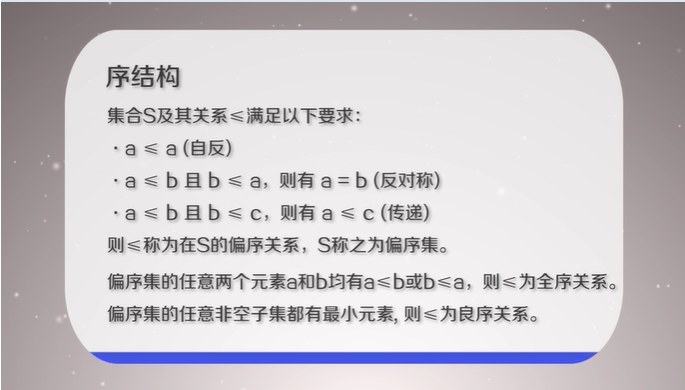 序结构
集合S及其关系≤满足以下要求：
·a ≤ a (自反)
·a ≤ b 且 b ≤ a，则有 a = b (反对称)
·a ≤ b 且 b ≤ c，则有 a ≤ c (传递)
则≤称为在S的偏序关系，S称之为偏序集。
偏序集的任意两个元素a和b均有a≤b或b≤a，则≤为全序关系。
偏序集的任意非空子集都有最小元素, 则≤为良序关系。